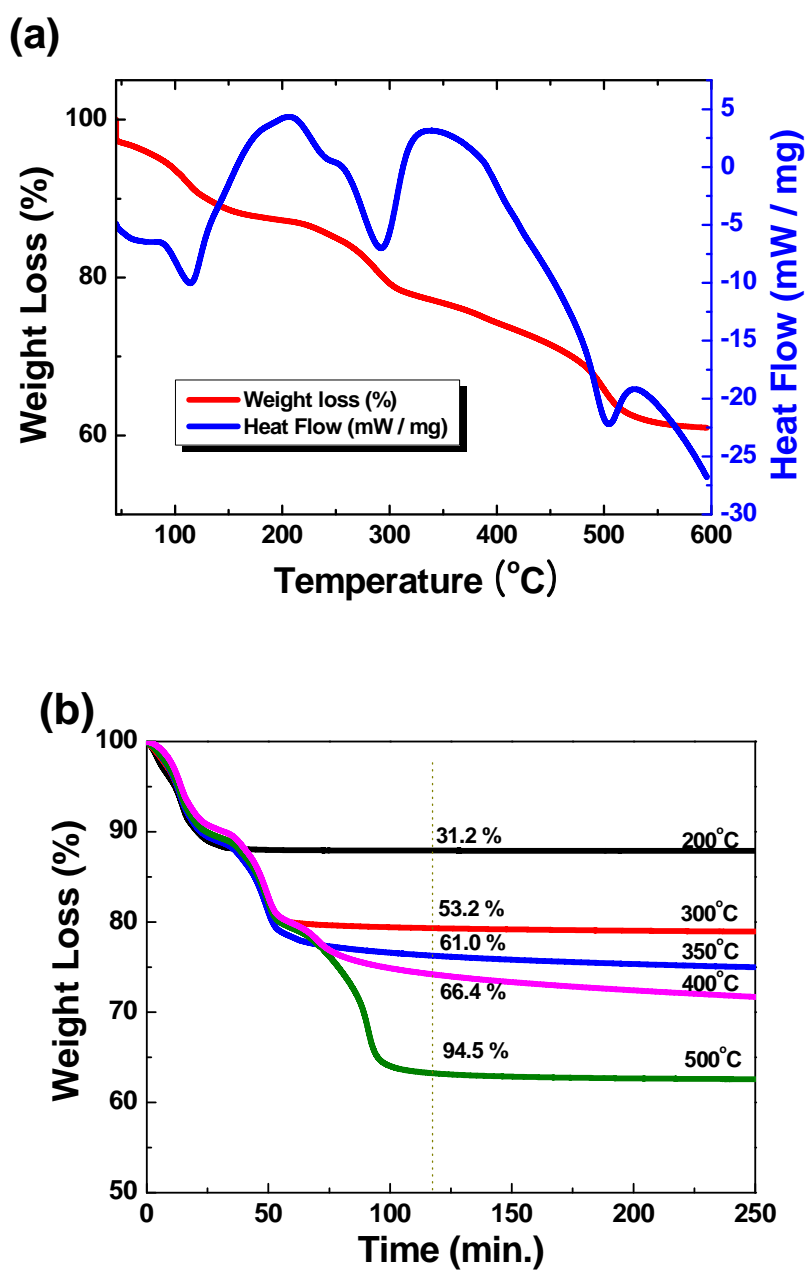 (a)
100
80
60
Weight Loss (%)
5
0
-5
-10
-15
-20
-25
-30
Heat Flow (mW / mg)
Weight loss (%)
Heat Flow (mW / mg)
100 200 300 400 500 600
Temperature (°C)
(b)
100
90
80
70
60
50
Weight Loss (%)
31.2 % 200°C
53.2 % 300°C
61.0 % 350°C
66.4 % 400°C
94.5 % 500°C
0 50 100 150 200 250
Time (min.)